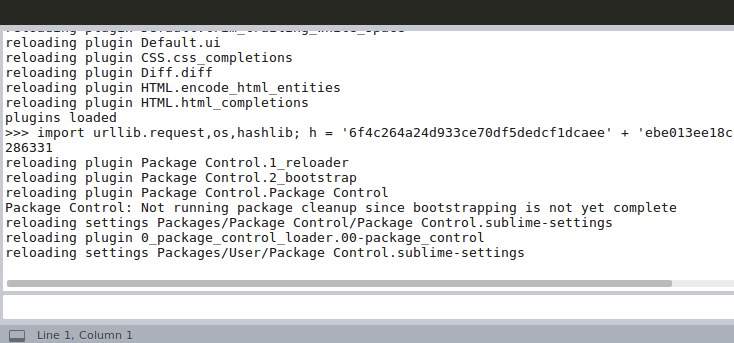 reloading plugin Default.trim_trailing_white_space
reloading plugin Default.ui
reloading plugin CSS.css_completions
reloading plugin Diff.diff
reloading plugin HTML.encode_html_entities
reloading plugin HTML.html_completions
plugins loaded
>>> import urllib.request,os,hashlib; h = '6f4c264a24d933ce70df5dedcf1dcaee' + 'ebe013ee18c
286331
reloading plugin Package Control.1_reloader
reloading plugin Package Control.2_bootstrap
reloading plugin Package Control.Package Control
Package Control: Not running package cleanup since bootstrapping is not yet complete
reloading settings Packages/Package Control/Package Control.sublime-settings
reloading plugin 0_package_control_loader.00-package_control
reloading settings Packages/User/Package Control.sublime-settings
Line 1, Column 1